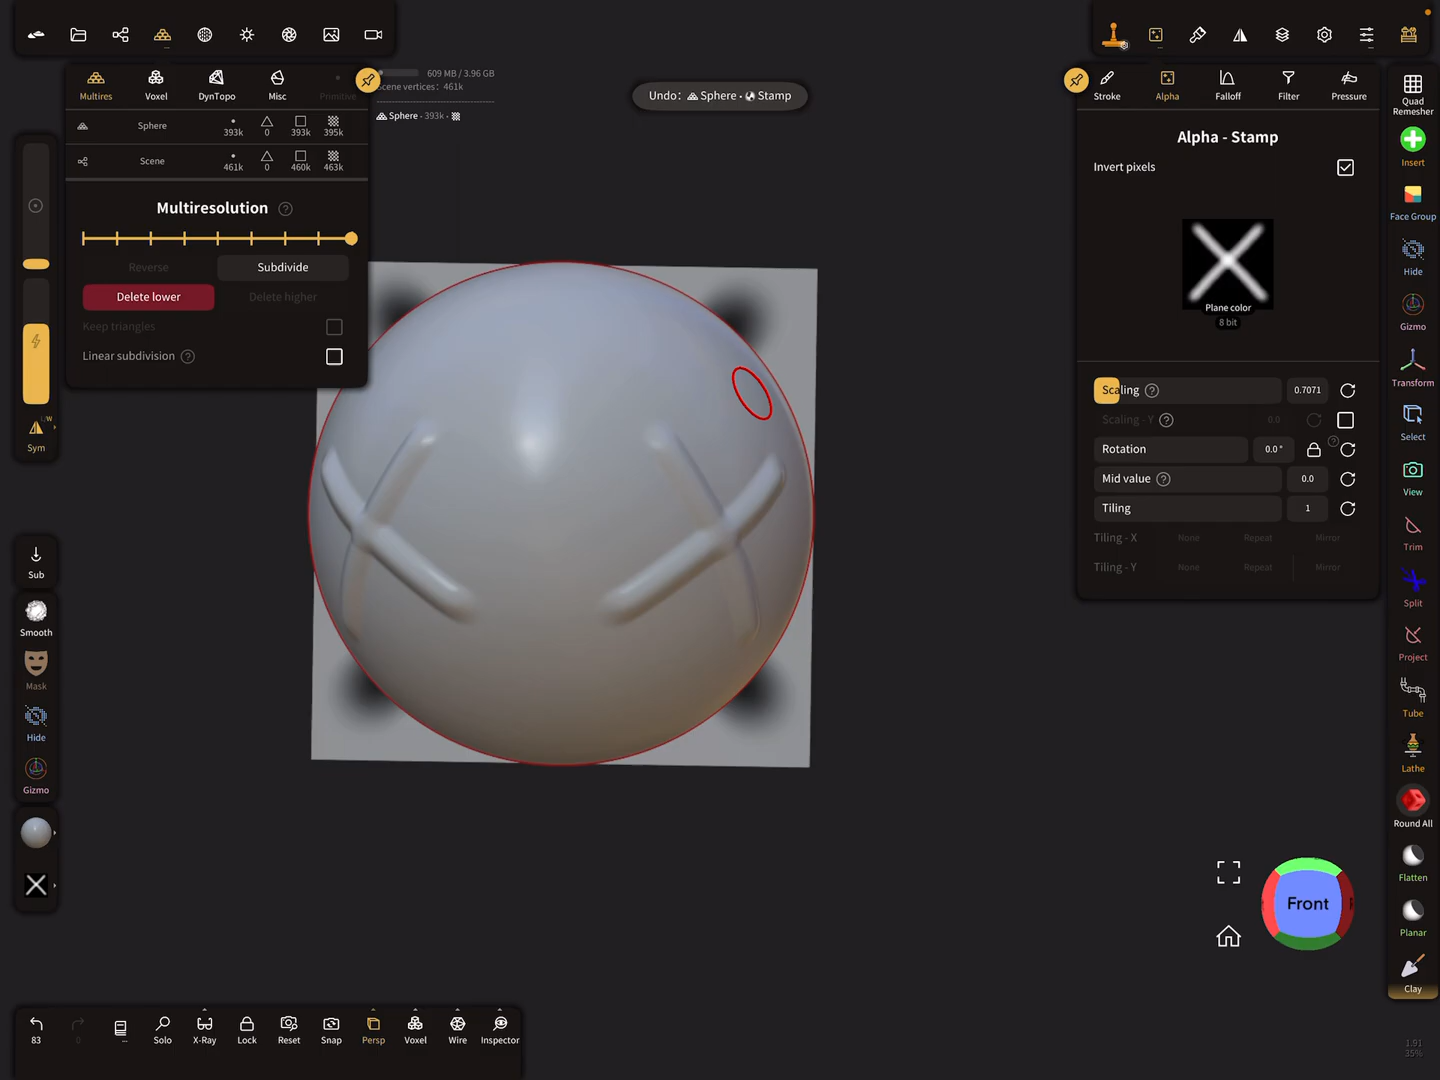 609 MB / 3.96 GB
scene vertices: 461k
Sphere - 393k
Undo: Sphere - Stamp
Multires
Voxel
DynTopo
Misc
Primitive
Sphere
393k
0
393k
395k
Scene
461k
0
460k
463k
Multiresolution ?
Reverse
Subdivide
Delete lower
Delete higher
Keep triangles
Linear subdivision ?
L/W
Sym
Sub
Smooth
Mask
Hide
Gizmo
Stroke
Alpha
Falloff
Filter
Pressure
Alpha - Stamp
Invert pixels
Plane color
8 bit
Scaling ? 0.7071
Scaling - Y ? 0.0
Rotation 0.0 ° ?
Mid value ? 0.0
Tiling 1
Tiling - X None Repeat Mirror
Tiling - Y None Repeat Mirror
Quad
Remesher
Insert
Face Group
Hide
Gizmo
Transform
Select
View
Trim
Split
Project
Tube
Lathe
Round All
Flatten
Planar
Clay
Front
83
0
Solo
X-Ray
Lock
Reset
Snap
Persp
Voxel
Wire
Inspector
1.91
35%